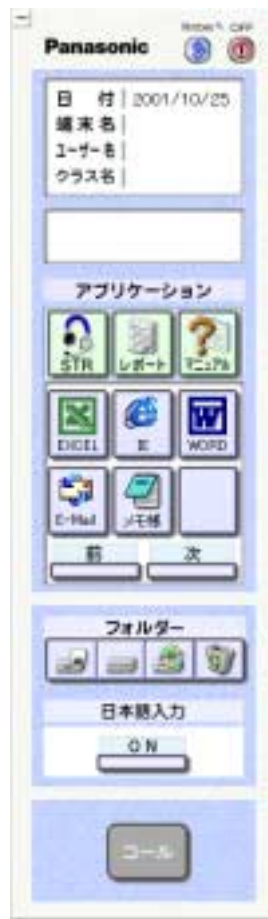 OFF
Panasonic
日 付 2001/10/25
端末名
ユーザー名
クラス名
アプリケーション
STR レポート マニュアル
EXCEL IE WORD
E-Mail メモ帳
前 次
フォルダー
日本語入力
ON
コール